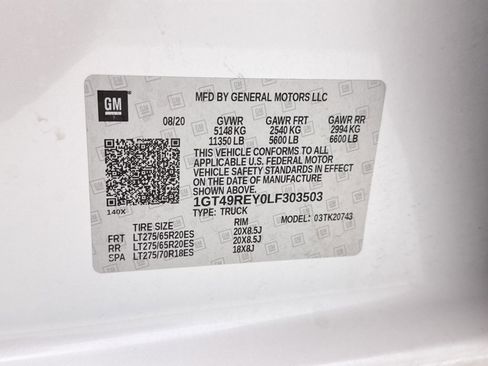 GM
MFD BY GENERAL MOTORS LLC
08/20 GVWR GAWR FRT GAWR RR
5148 KG 2540 KG 2994 KG
11350 LB 5600 LB 6600 LB
THIS VEHICLE CONFORMS TO ALL
APPLICABLE U.S. FEDERAL MOTOR
VEHICLE SAFETY STANDARDS IN EFFECT
ON THE DATE OF MANUFACTURE
SHOWN ABOVE.
1GT49REY0LF303503
TYPE: TRUCK MODEL: 03TK20743
140X
TIRE SIZE RIM
FRT LT275/65R20ES 20X8.5J
RR LT275/65R20ES 20X8.5J
SPA LT275/70R18ES 18X8J